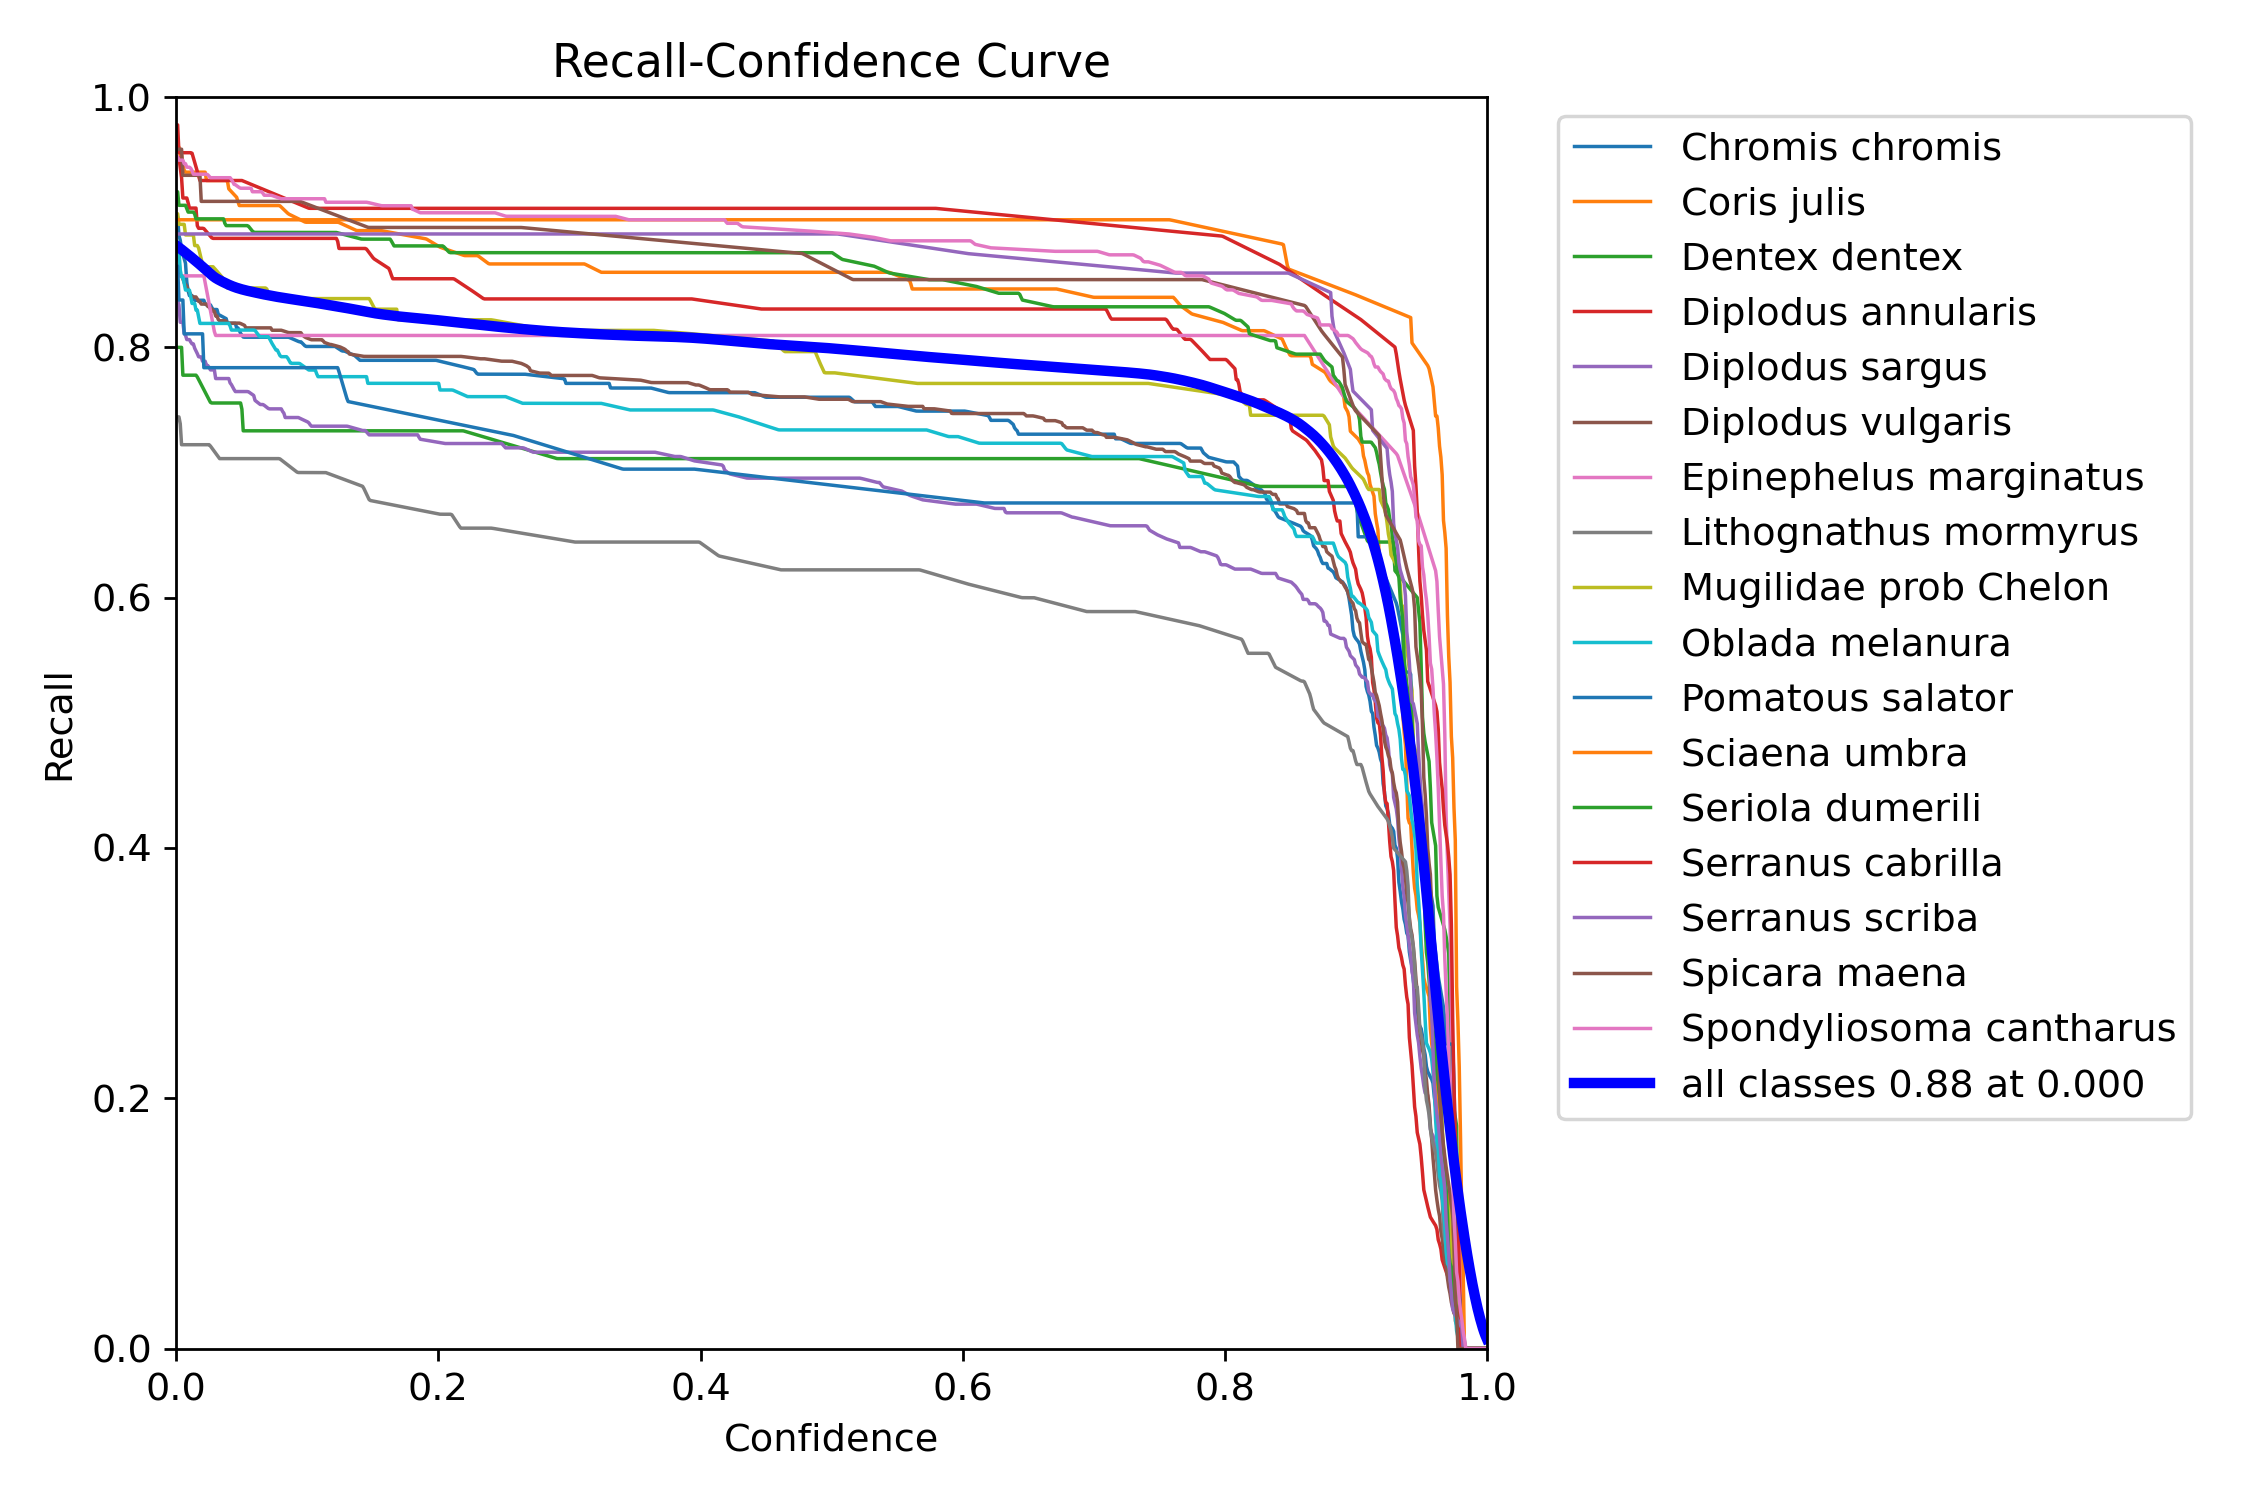 Recall-Confidence Curve
1.0
0.8
0.6
0.4
0.2
0.0
Recall
0.0 0.2 0.4 0.6 0.8 1.0
Confidence
Chromis chromis
Coris julis
Dentex dentex
Diplodus annularis
Diplodus sargus
Diplodus vulgaris
Epinephelus marginatus
Lithognathus mormyrus
Mugilidae prob Chelon
Oblada melanura
Pomatous salator
Sciaena umbra
Seriola dumerili
Serranus cabrilla
Serranus scriba
Spicara maena
Spondyliosoma cantharus
all classes 0.88 at 0.000